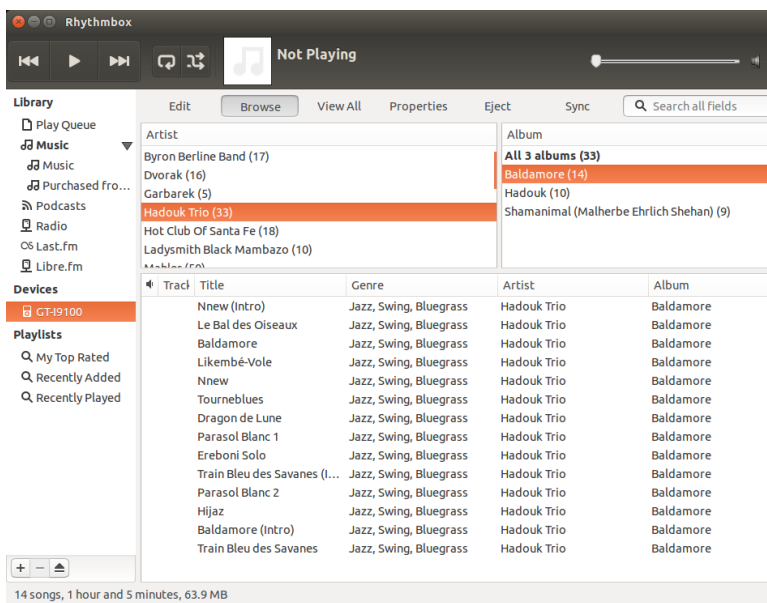 Rhythmbox
Not Playing
Library
Play Queue
Music
Music
Purchased fro...
Podcasts
Radio
Last.fm
Libre.fm
Devices
GT-I9100
Playlists
My Top Rated
Recently Added
Recently Played
Edit Browse View All Properties Eject Sync Search all fields
Artist
Byron Berline Band (17)
Dvorak (16)
Garbarek (5)
Hadouk Trio (33)
Hot Club Of Santa Fe (18)
Ladysmith Black Mambazo (10)
Album
All 3 albums (33)
Baldamore (14)
Hadouk (10)
Shamanimal (Malherbe Ehrlich Shehan) (9)
Track Title Genre Artist Album
Nnew (Intro) Jazz, Swing, Bluegrass Hadouk Trio Baldamore
Le Bal des Oiseaux Jazz, Swing, Bluegrass Hadouk Trio Baldamore
Baldamore Jazz, Swing, Bluegrass Hadouk Trio Baldamore
Likembé-Vole Jazz, Swing, Bluegrass Hadouk Trio Baldamore
Nnew Jazz, Swing, Bluegrass Hadouk Trio Baldamore
Tourneblues Jazz, Swing, Bluegrass Hadouk Trio Baldamore
Dragon de Lune Jazz, Swing, Bluegrass Hadouk Trio Baldamore
Parasol Blanc 1 Jazz, Swing, Bluegrass Hadouk Trio Baldamore
Ereboni Solo Jazz, Swing, Bluegrass Hadouk Trio Baldamore
Train Bleu des Savanes (I... Jazz, Swing, Bluegrass Hadouk Trio Baldamore
Parasol Blanc 2 Jazz, Swing, Bluegrass Hadouk Trio Baldamore
Hijaz Jazz, Swing, Bluegrass Hadouk Trio Baldamore
Baldamore (Intro) Jazz, Swing, Bluegrass Hadouk Trio Baldamore
Train Bleu des Savanes Jazz, Swing, Bluegrass Hadouk Trio Baldamore
14 songs, 1 hour and 5 minutes, 63.9 MB